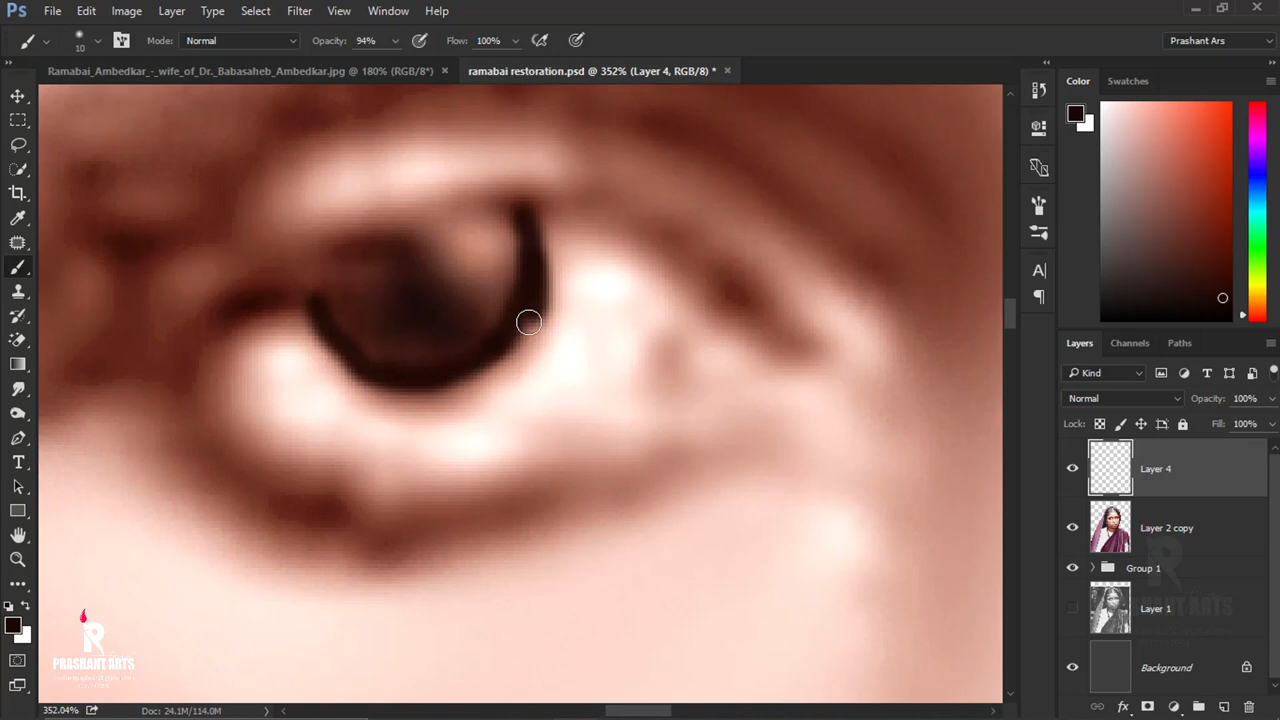 Ps File Edit Image Layer Type Select Filter View Window Help
10 Mode: Normal Opacity: 94% Flow: 100% Prashant Ars
Ramabai_Ambedkar_-_wife_of_Dr._Babasaheb_Ambedkar.jpg @ 180% (RGB/8*) × ramabai restoration.psd @ 352% (Layer 4, RGB/8) * ×
Color Swatches
Layers Channels Paths
Kind
Normal Opacity: 100%
Lock: Fill: 100%
Layer 4
Layer 2 copy
Group 1
Layer 1
Background
PRASHANT ARTS
PRASHANT ARTS
352.04% Doc: 24.1M/114.0M